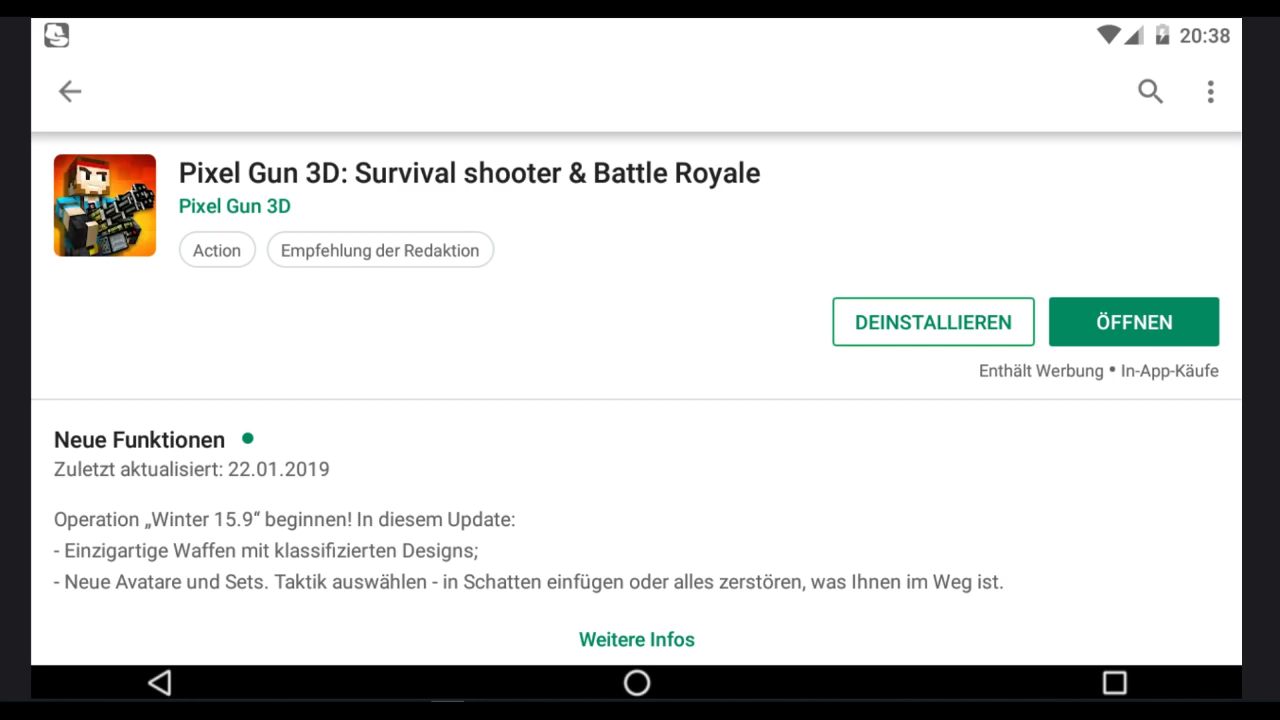 20:38
Pixel Gun 3D: Survival shooter & Battle Royale
Pixel Gun 3D
Action Empfehlung der Redaktion
DEINSTALLIEREN ÖFFNEN
Enthält Werbung • In-App-Käufe
Neue Funktionen
Zuletzt aktualisiert: 22.01.2019
Operation „Winter 15.9“ beginnen! In diesem Update:
- Einzigartige Waffen mit klassifizierten Designs;
- Neue Avatare und Sets. Taktik auswählen - in Schatten einfügen oder alles zerstören, was Ihnen im Weg ist.
Weitere Infos